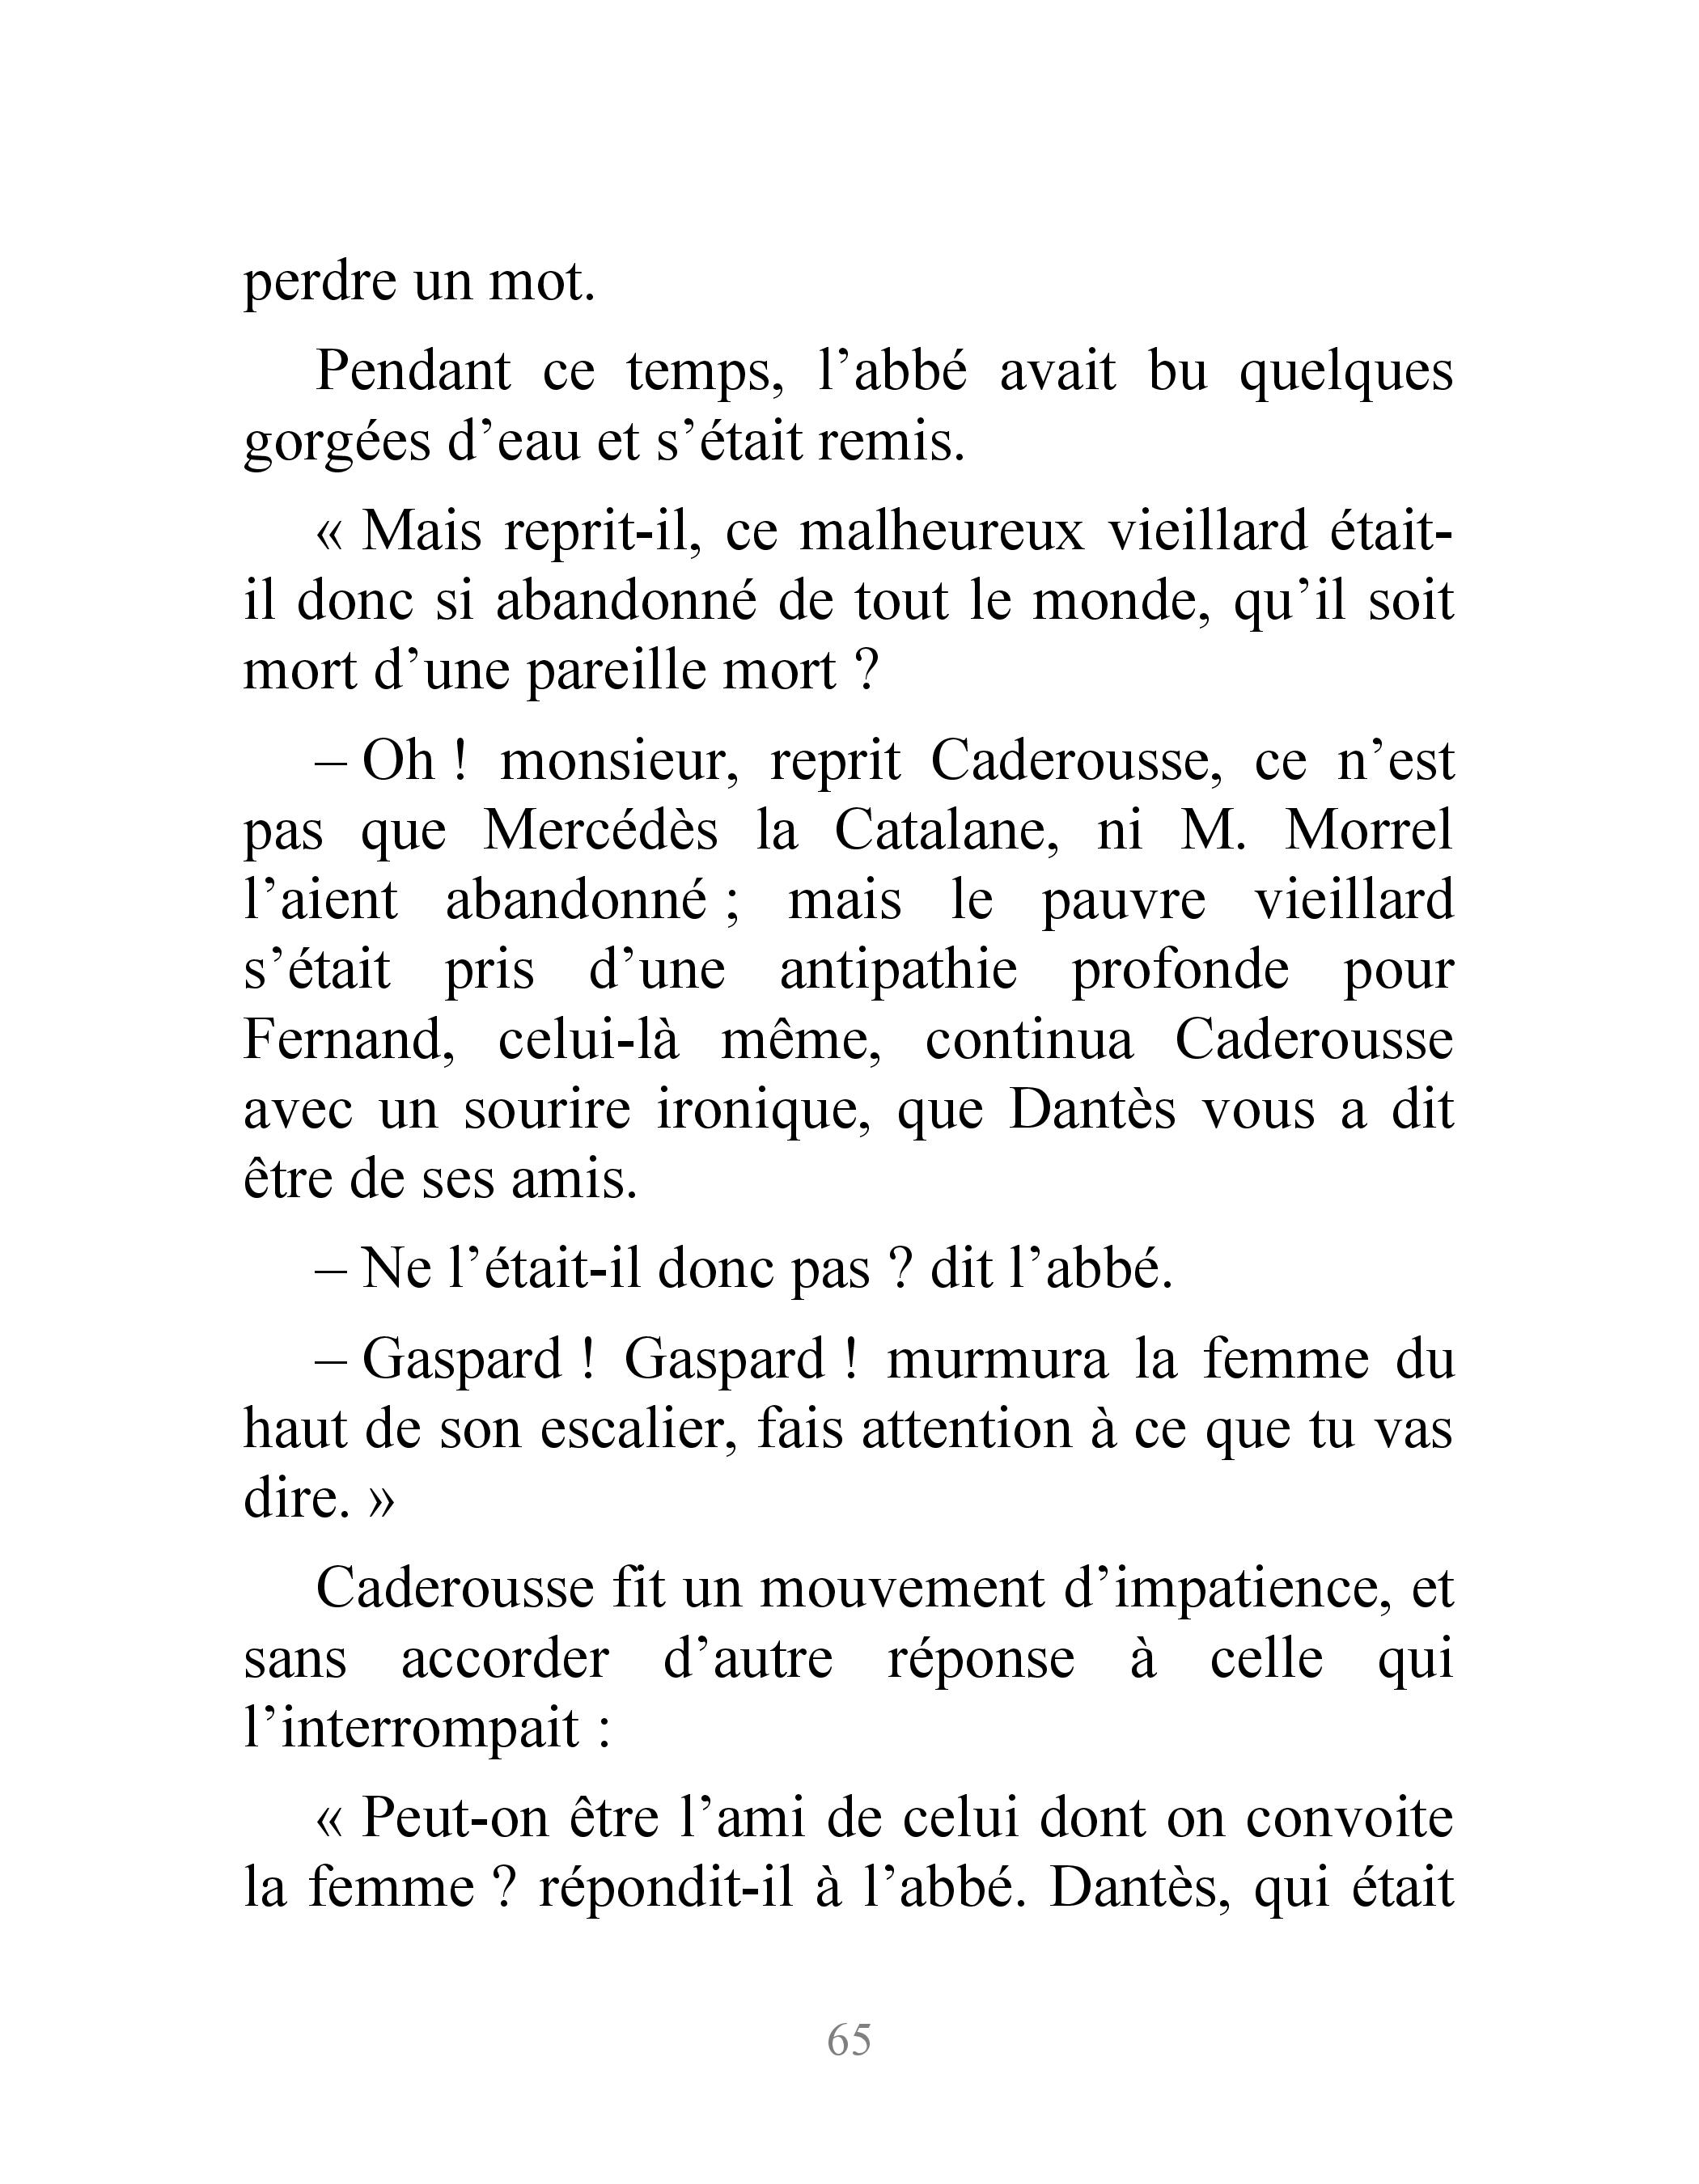 perdre un mot.
Pendant ce temps, l’abbé avait bu quelques
gorgées d’eau et s’était remis.
« Mais reprit-il, ce malheureux vieillard était-
il donc si abandonné de tout le monde, qu’il soit
mort d’une pareille mort ?
– Oh ! monsieur, reprit Caderousse, ce n’est
pas que Mercédès la Catalane, ni M. Morrel
l’aient abandonné ; mais le pauvre vieillard
s’était pris d’une antipathie profonde pour
Fernand, celui-là même, continua Caderousse
avec un sourire ironique, que Dantès vous a dit
être de ses amis.
– Ne l’était-il donc pas ? dit l’abbé.
– Gaspard ! Gaspard ! murmura la femme du
haut de son escalier, fais attention à ce que tu vas
dire. »
Caderousse fit un mouvement d’impatience, et
sans accorder d’autre réponse à celle qui
l’interrompait :
« Peut-on être l’ami de celui dont on convoite
la femme ? répondit-il à l’abbé. Dantès, qui était
65